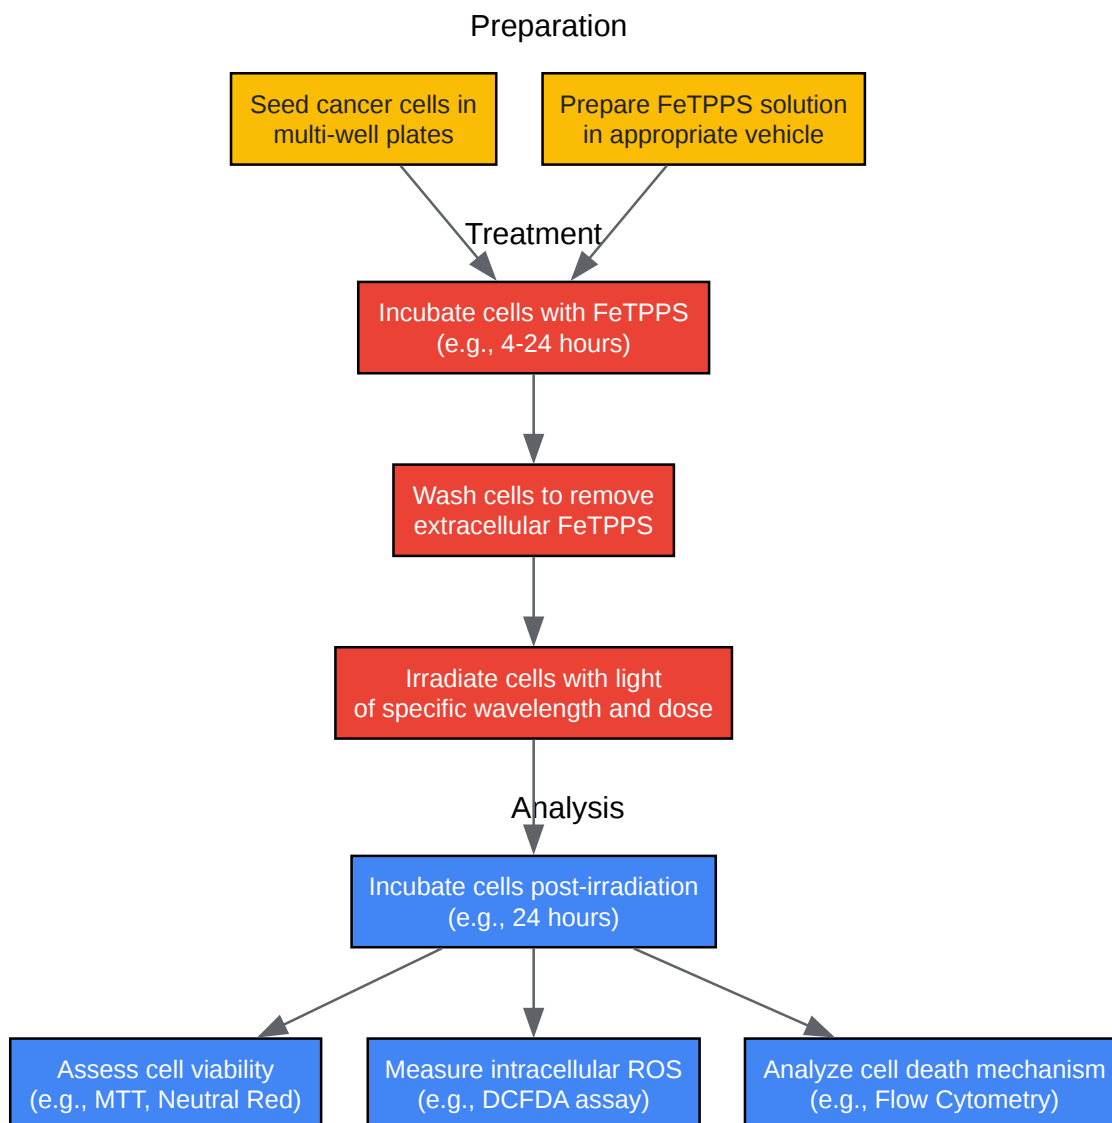 Preparation
Seed cancer cells in
multi-well plates
Prepare FeTPPS solution
in appropriate vehicle
Treatment
Incubate cells with FeTPPS
(e.g., 4-24 hours)
Wash cells to remove
extracellular FeTPPS
Irradiate cells with light
of specific wavelength and dose
Analysis
Incubate cells post-irradiation
(e.g., 24 hours)
Assess cell viability
(e.g., MTT, Neutral Red)
Measure intracellular ROS
(e.g., DCFDA assay)
Analyze cell death mechanism
(e.g., Flow Cytometry)